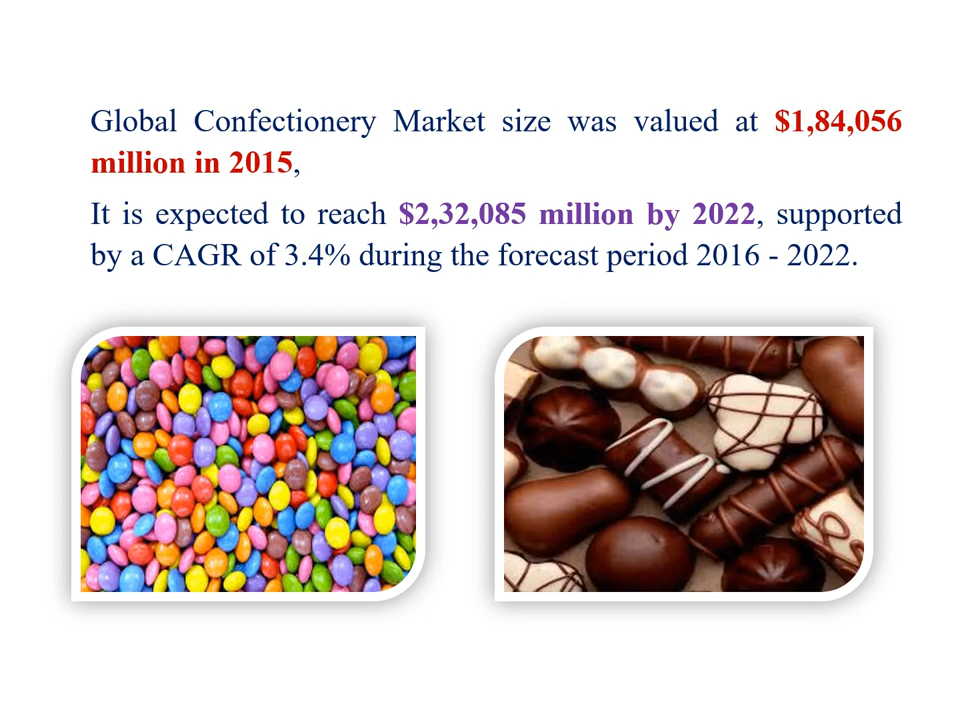 Global Confectionery Market size was valued at $1,84,056
million in 2015,
It is expected to reach $2,32,085 million by 2022, supported
by a CAGR of 3.4% during the forecast period 2016 - 2022.